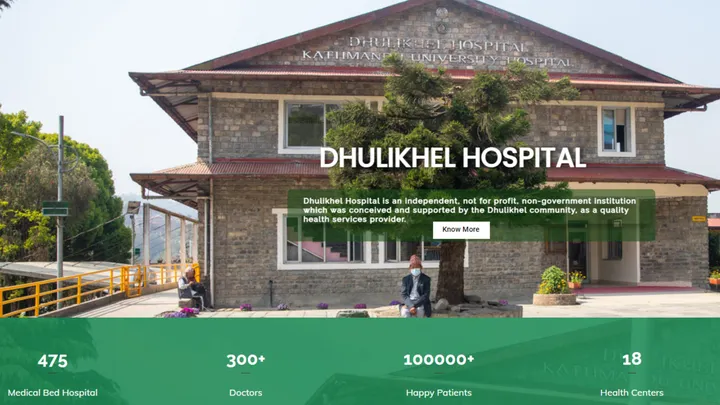 DHULIKHEL HOSPITAL
KATHMANDU UNIVERSITY HOSPITAL
DHULIKHEL HOSPITAL
Dhulikhel Hospital is an independent, not for profit, non-government institution
which was conceived and supported by the Dhulikhel community, as a quality
health services provider.
Know More
475
300+
100000+
18
Medical Bed Hospital
Doctors
Happy Patients
Health Centers